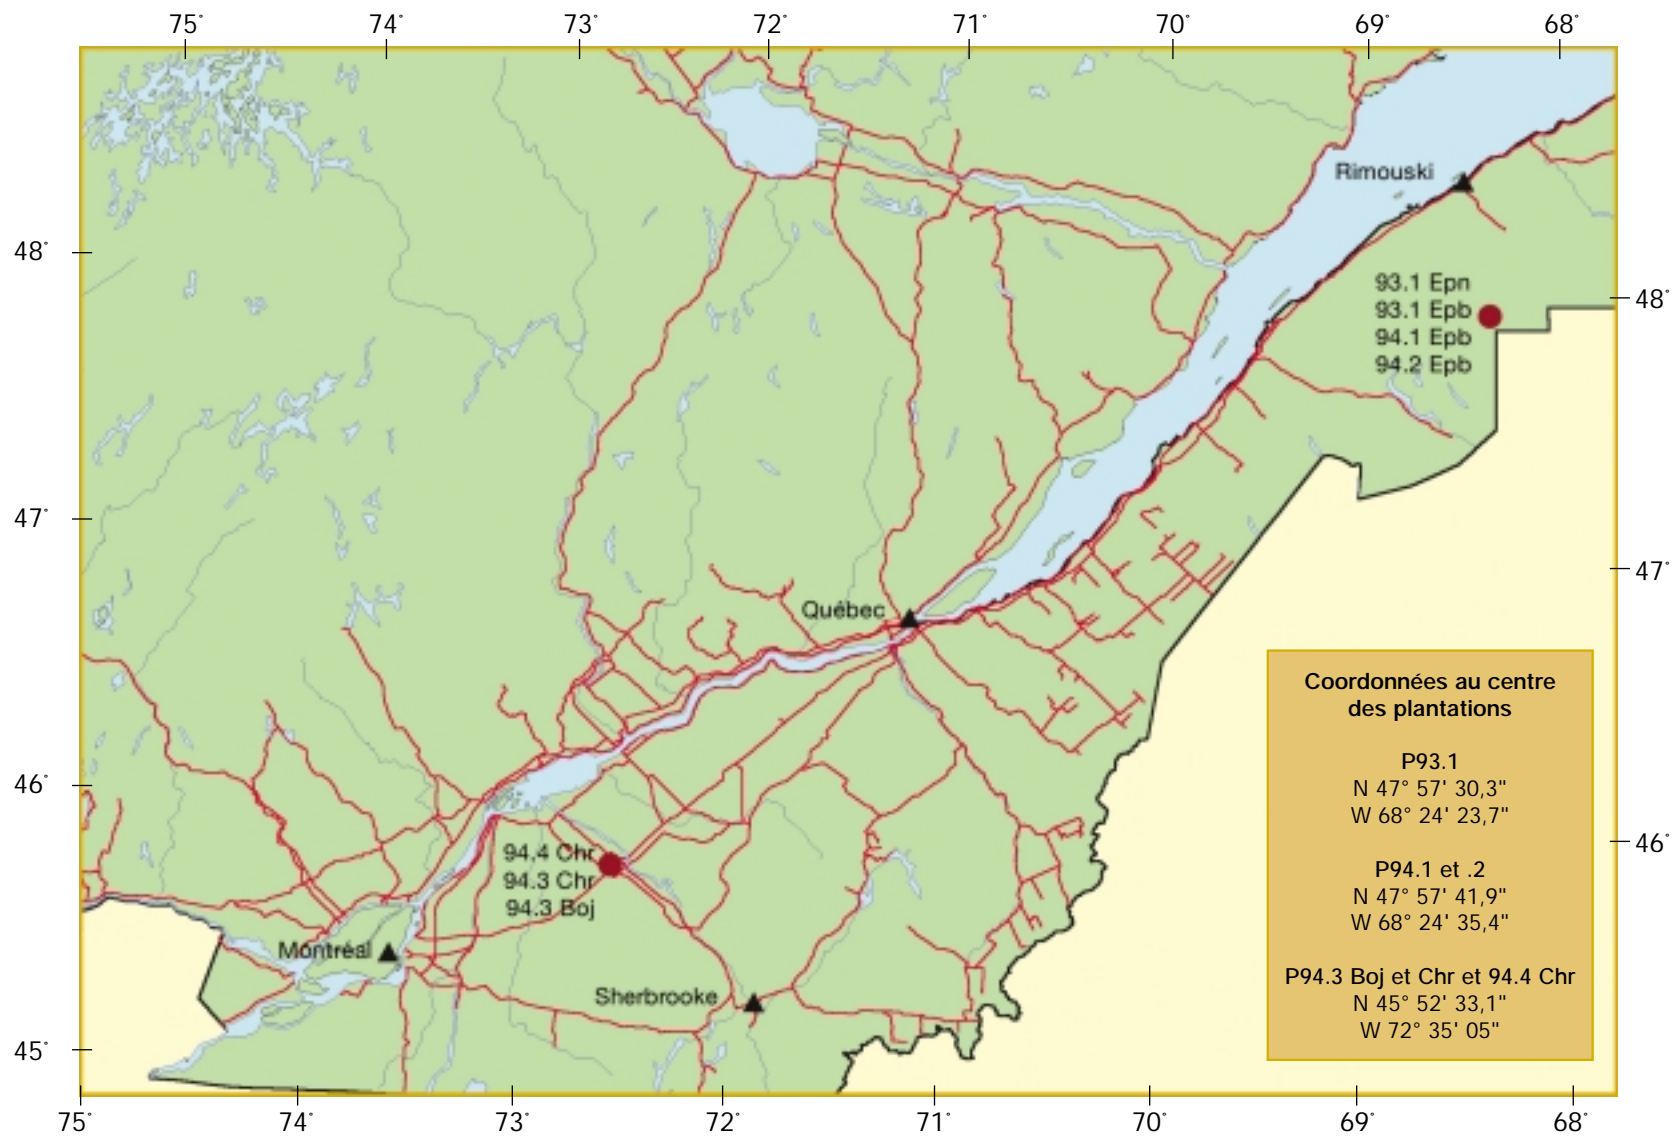 75° 74° 73° 72° 71° 70° 69° 68°
Rimouski
48°
93.1 Epn
48°
93.1 Epb
94.1 Epb
94.2 Epb
47°
47°
Québec
Coordonnées au centre
des plantations
P93.1
N 47° 57' 30,3"
W 68° 24' 23,7"
P94.1 et .2
N 47° 57' 41,9"
W 68° 24' 35,4"
P94.3 Boj et Chr et 94.4 Chr
N 45° 52' 33,1"
W 72° 35' 05"
46°
46°
94.4 Chr
94.3 Chr
94.3 Boj
Montréal
Sherbrooke
45°
75° 74° 73° 72° 71° 70° 69° 68°